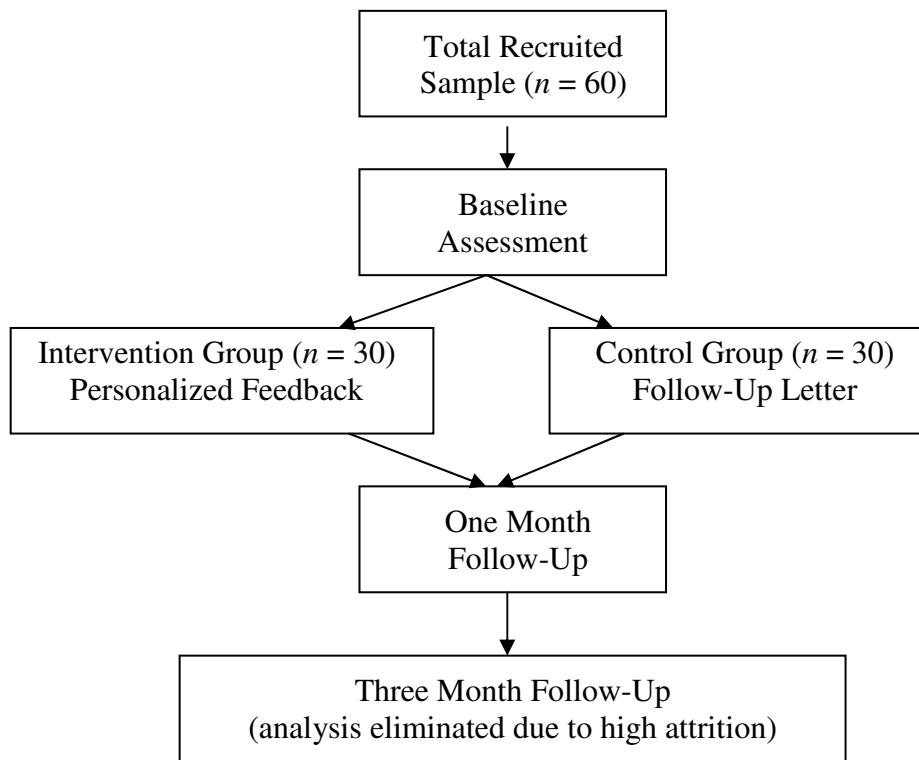 Total Recruited
Sample (n = 60)
Baseline
Assessment
Intervention Group (n = 30)
Personalized Feedback
Control Group (n = 30)
Follow-Up Letter
One Month
Follow-Up
Three Month Follow-Up
(analysis eliminated due to high attrition)